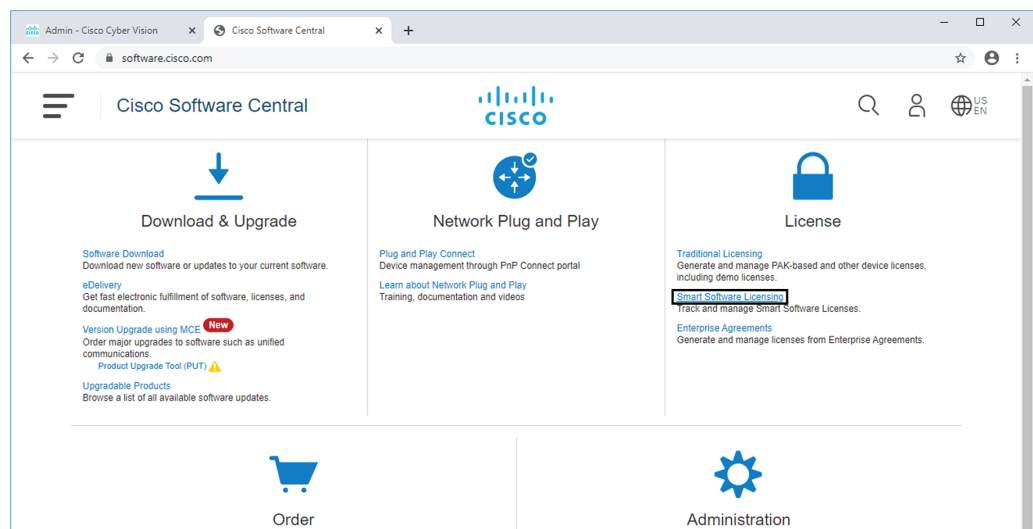 Admin - Cisco Cyber Vision
Cisco Software Central
software.cisco.com
Cisco Software Central
CISCO
US
EN
Download & Upgrade
Software Download
Download new software or updates to your current software.
eDelivery
Get fast electronic fulfillment of software, licenses, and
documentation.
Version Upgrade using MCE New
Order major upgrades to software such as unified
communications.
Product Upgrade Tool (PUT)
Upgradable Products
Browse a list of all available software updates.
Network Plug and Play
Plug and Play Connect
Device management through PnP Connect portal
Learn about Network Plug and Play
Training, documentation and videos
License
Traditional Licensing
Generate and manage PAK-based and other device licenses,
including demo licenses.
Smart Software Licensing
Track and manage Smart Software Licenses.
Enterprise Agreements
Generate and manage licenses from Enterprise Agreements.
Order
Administration